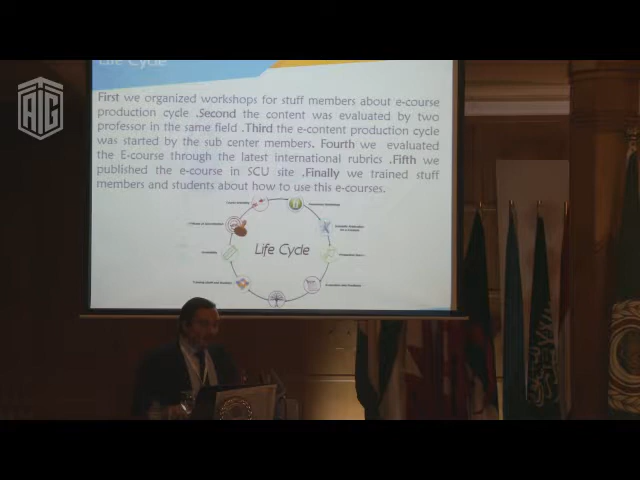 AIG
Life Cycle
First we organized workshops for stuff members about e-course
production cycle .Second the content was evaluated by two
professor in the same field .Third the e-content production cycle
was started by the sub center members. Fourth we evaluated
the E-course through the latest international rubrics .Fifth we
published the e-course in SCU site .Finally we trained stuff
members and students about how to use this e-courses.
Life Cycle